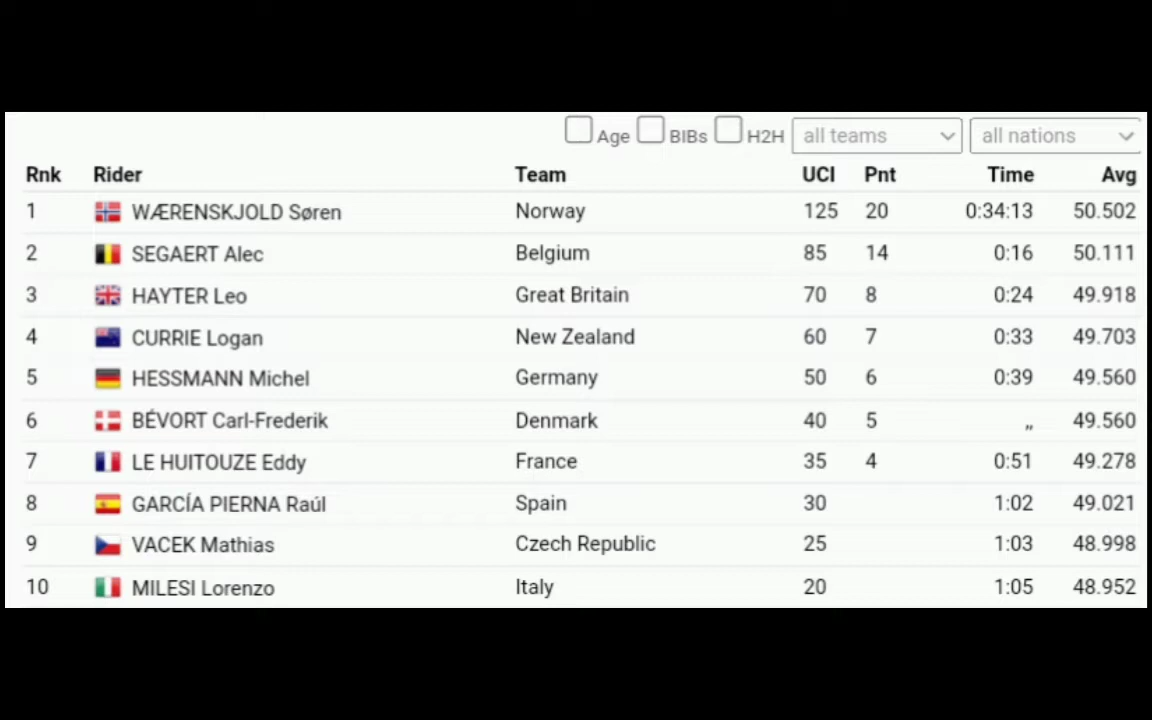 Age BIBs H2H all teams all nations
Rnk Rider Team UCI Pnt Time Avg
1 WÆRENSKJOLD Søren Norway 125 20 0:34:13 50.502
2 SEGAERT Alec Belgium 85 14 0:16 50.111
3 HAYTER Leo Great Britain 70 8 0:24 49.918
4 CURRIE Logan New Zealand 60 7 0:33 49.703
5 HESSMANN Michel Germany 50 6 0:39 49.560
6 BÉVORT Carl-Frederik Denmark 40 5 ,, 49.560
7 LE HUITOUZE Eddy France 35 4 0:51 49.278
8 GARCÍA PIERNA Raúl Spain 30 1:02 49.021
9 VACEK Mathias Czech Republic 25 1:03 48.998
10 MILESI Lorenzo Italy 20 1:05 48.952